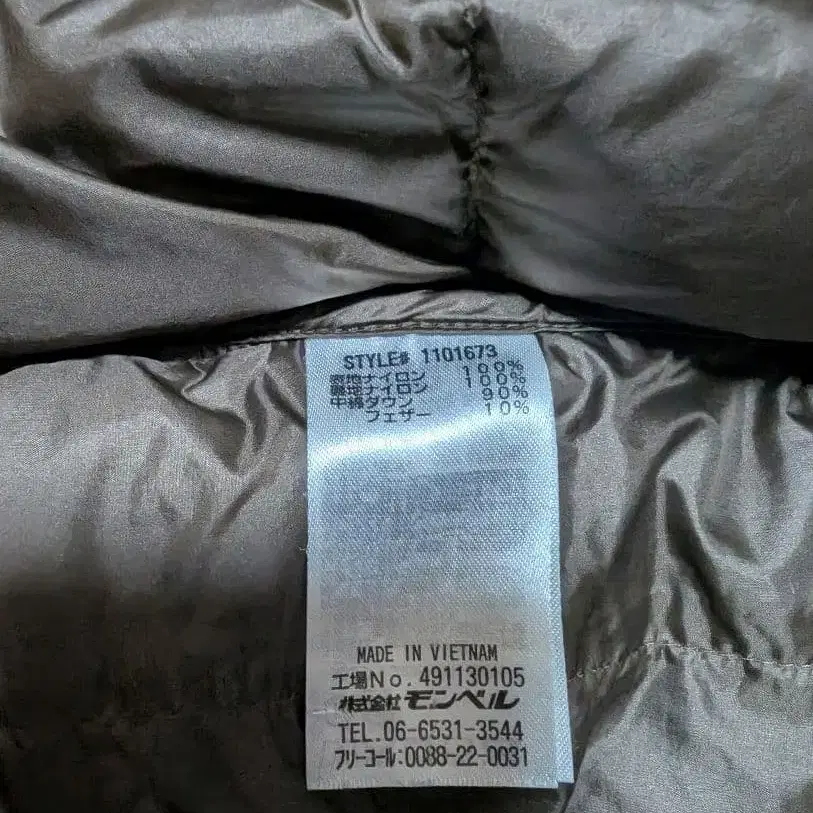 STYLE# 1101673
表地ナイロン 100%
裏地ナイロン 100%
中綿ダウン 90%
フェザー 10%
MADE IN VIETNAM
工場No. 491130105
株式会社モンベル
TEL.06-6531-3544
フリーコール:0088-22-0031